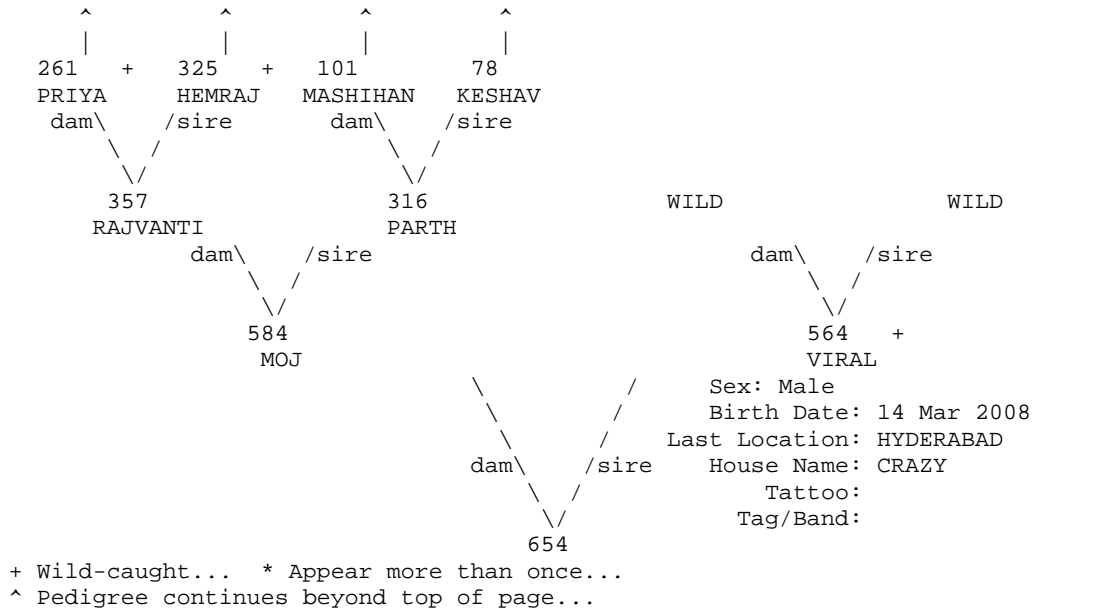 ^ ^ ^ ^
| | | |
261 + 325 + 101 78
PRIYA HEMRAJ MASHIHAN KESHAV
dam\ /sire dam\ /sire
\ / \ /
\/ \/
357 316 WILD WILD
RAJVANTI PARTH
dam\ /sire dam\ /sire
\ / \ /
\/ \/
584 564 +
MOJ VIRAL
\ / Sex: Male
\ / Birth Date: 14 Mar 2008
\ / Last Location: HYDERABAD
dam\ /sire House Name: CRAZY
\ / Tattoo:
\/ Tag/Band:
654
+ Wild-caught... * Appear more than once...
^ Pedigree continues beyond top of page...